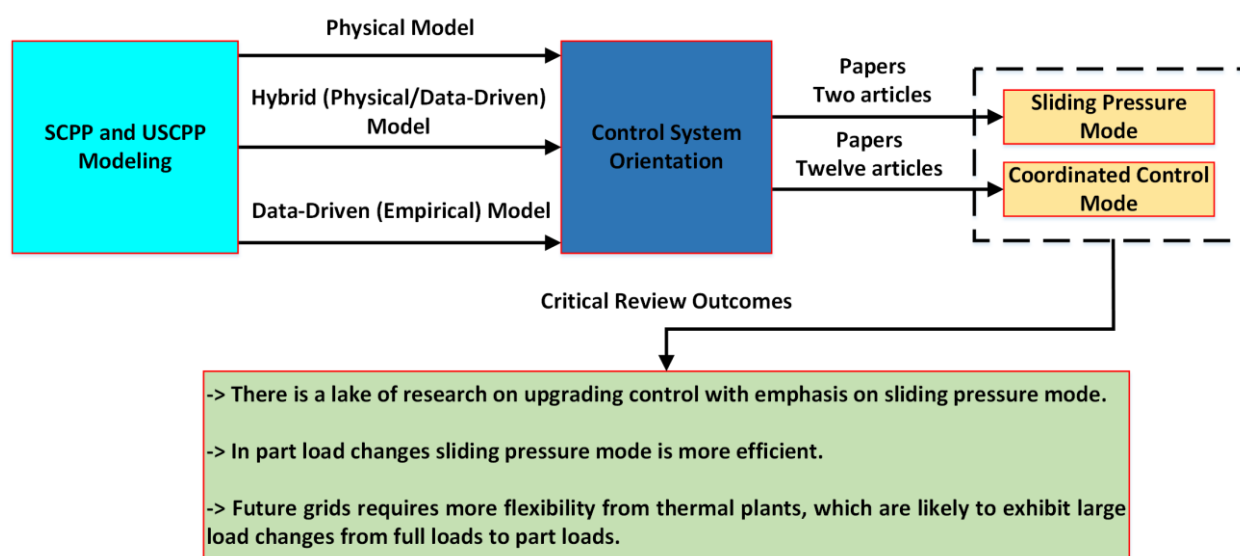 Physical Model
SCPP and USCPP
Modeling
Hybrid (Physical/Data-Driven)
Model
Data-Driven (Empirical) Model
Control System
Orientation
Papers
Two articles
Papers
Twelve articles
Sliding Pressure
Mode
Coordinated Control
Mode
Critical Review Outcomes
-> There is a lake of research on upgrading control with emphasis on sliding pressure mode.
-> In part load changes sliding pressure mode is more efficient.
-> Future grids requires more flexibility from thermal plants, which are likely to exhibit large
load changes from full loads to part loads.